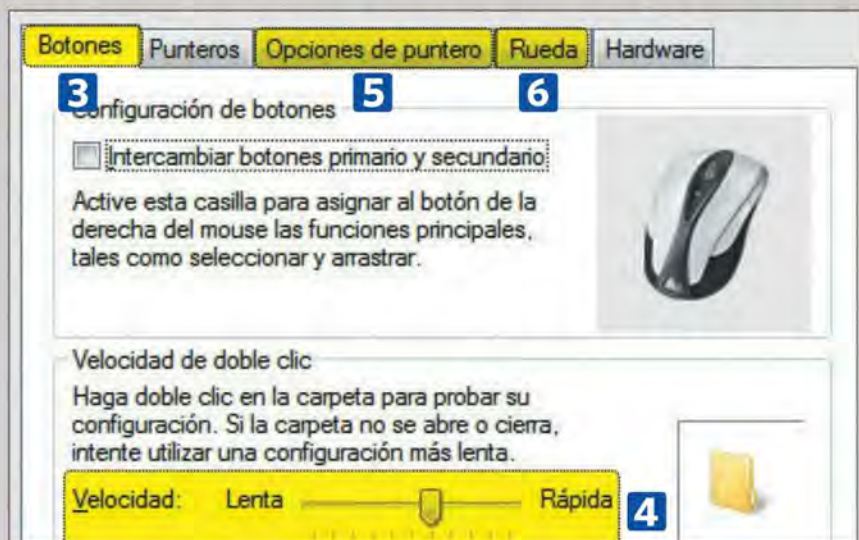 Botones Punteros Opciones de puntero Rueda Hardware
3 5 6
Configuración de botones
Intercambiar botones primario y secundario
Active esta casilla para asignar al botón de la
derecha del mouse las funciones principales,
tales como seleccionar y arrastrar.
Velocidad de doble clic
Haga doble clic en la carpeta para probar su
configuración. Si la carpeta no se abre o cierra,
intente utilizar una configuración más lenta.
Velocidad: Lenta Rápida 4